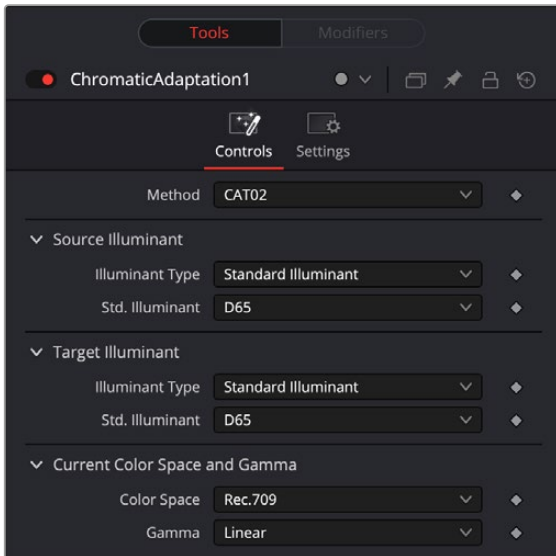 Tools Modifiers
ChromaticAdaptation1
Controls Settings
Method CAT02
Source Illuminant
Illuminant Type Standard Illuminant
Std. Illuminant D65
Target Illuminant
Illuminant Type Standard Illuminant
Std. Illuminant D65
Current Color Space and Gamma
Color Space Rec.709
Gamma Linear